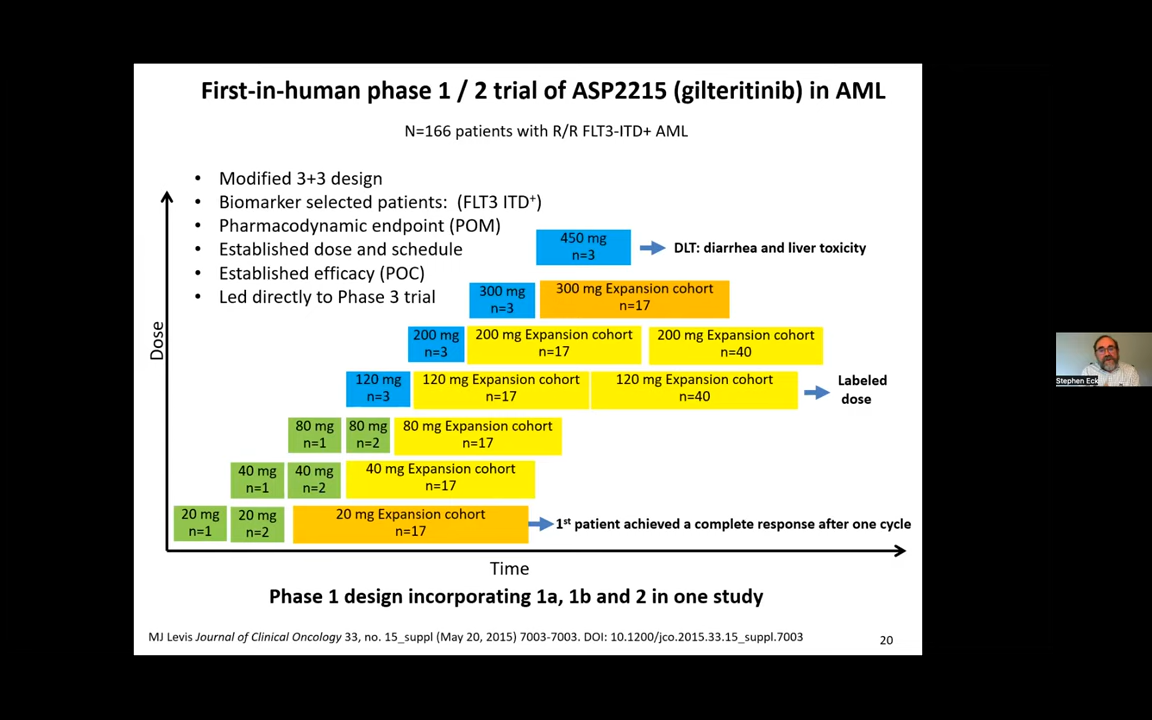 First-in-human phase 1 / 2 trial of ASP2215 (gilteritinib) in AML
N=166 patients with R/R FLT3-ITD+ AML
• Modified 3+3 design
• Biomarker selected patients: (FLT3 ITD⁺)
• Pharmacodynamic endpoint (POM)
• Established dose and schedule
• Established efficacy (POC)
• Led directly to Phase 3 trial
450 mg
n=3
DLT: diarrhea and liver toxicity
300 mg
n=3
300 mg Expansion cohort
n=17
200 mg
n=3
200 mg Expansion cohort
n=17
200 mg Expansion cohort
n=40
120 mg
n=3
120 mg Expansion cohort
n=17
120 mg Expansion cohort
n=40
Labeled
dose
80 mg
n=1
80 mg
n=2
80 mg Expansion cohort
n=17
40 mg
n=1
40 mg
n=2
40 mg Expansion cohort
n=17
20 mg
n=1
20 mg
n=2
20 mg Expansion cohort
n=17
1st patient achieved a complete response after one cycle
Dose
Time
Phase 1 design incorporating 1a, 1b and 2 in one study
MJ Levis Journal of Clinical Oncology 33, no. 15_suppl (May 20, 2015) 7003-7003. DOI: 10.1200/jco.2015.33.15_suppl.7003
20
Stephen Eck